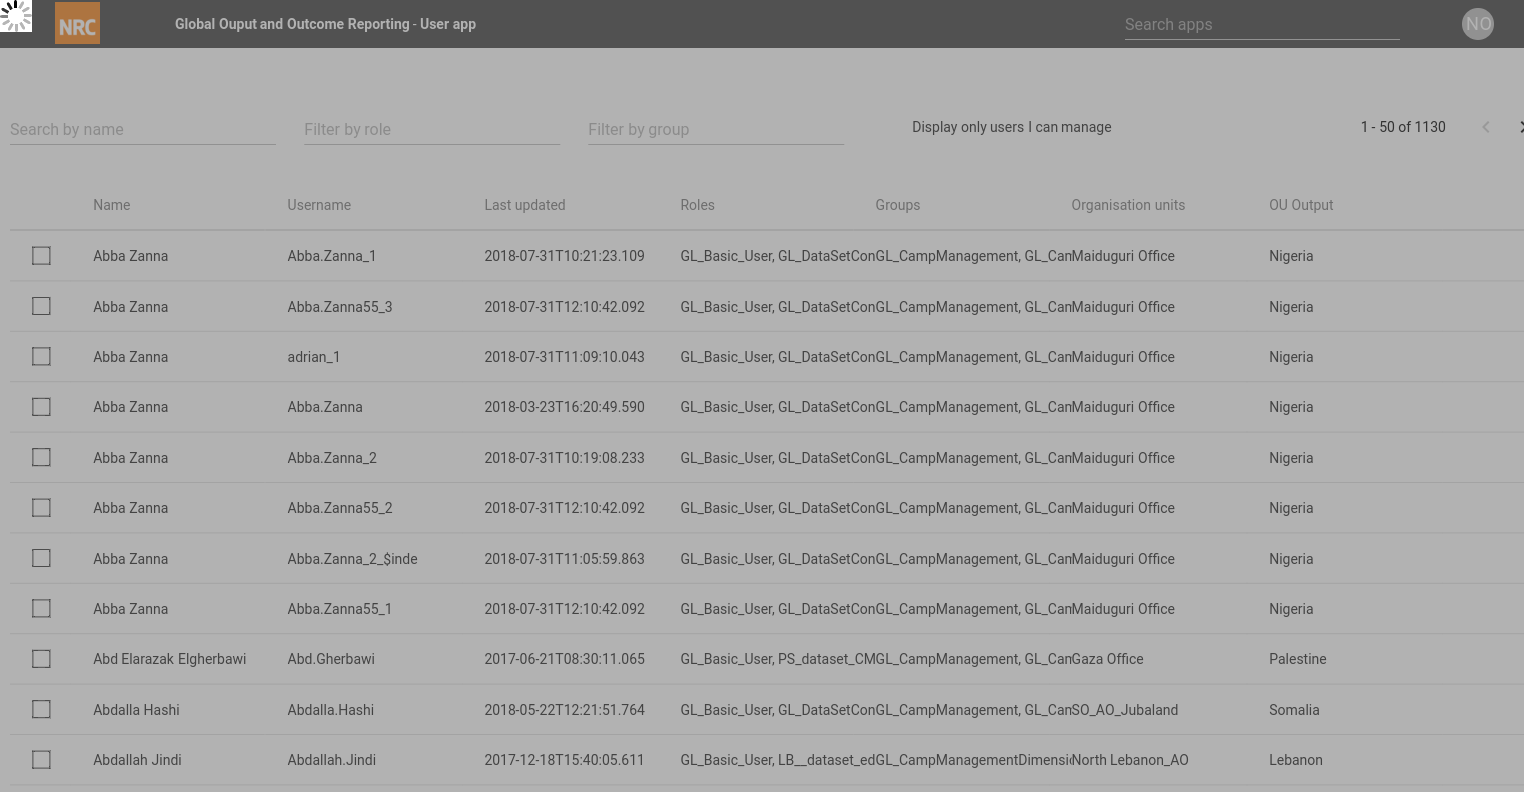 NRC Global Ouput and Outcome Reporting - User app Search apps NO
Search by name Filter by role Filter by group Display only users I can manage 1 - 50 of 1130
Name Username Last updated Roles Groups Organisation units OU Output
Abba Zanna Abba.Zanna_1 2018-07-31T10:21:23.109 GL_Basic_User, GL_DataSetCon GL_CampManagement, GL_Can Maiduguri Office Nigeria
Abba Zanna Abba.Zanna55_3 2018-07-31T12:10:42.092 GL_Basic_User, GL_DataSetCon GL_CampManagement, GL_Can Maiduguri Office Nigeria
Abba Zanna adrian_1 2018-07-31T11:09:10.043 GL_Basic_User, GL_DataSetCon GL_CampManagement, GL_Can Maiduguri Office Nigeria
Abba Zanna Abba.Zanna 2018-03-23T16:20:49.590 GL_Basic_User, GL_DataSetCon GL_CampManagement, GL_Can Maiduguri Office Nigeria
Abba Zanna Abba.Zanna_2 2018-07-31T10:19:08.233 GL_Basic_User, GL_DataSetCon GL_CampManagement, GL_Can Maiduguri Office Nigeria
Abba Zanna Abba.Zanna55_2 2018-07-31T12:10:42.092 GL_Basic_User, GL_DataSetCon GL_CampManagement, GL_Can Maiduguri Office Nigeria
Abba Zanna Abba.Zanna_2_$inde 2018-07-31T11:05:59.863 GL_Basic_User, GL_DataSetCon GL_CampManagement, GL_Can Maiduguri Office Nigeria
Abba Zanna Abba.Zanna55_1 2018-07-31T12:10:42.092 GL_Basic_User, GL_DataSetCon GL_CampManagement, GL_Can Maiduguri Office Nigeria
Abd Elarazak Elgherbawi Abd.Gherbawi 2017-06-21T08:30:11.065 GL_Basic_User, PS_dataset_CM GL_CampManagement, GL_Can Gaza Office Palestine
Abdalla Hashi Abdalla.Hashi 2018-05-22T12:21:51.764 GL_Basic_User, GL_DataSetCon GL_CampManagement, GL_Can SO_AO_Jubaland Somalia
Abdallah Jindi Abdallah.Jindi 2017-12-18T15:40:05.611 GL_Basic_User, LB__dataset_ed GL_CampManagementDimensi North Lebanon_AO Lebanon